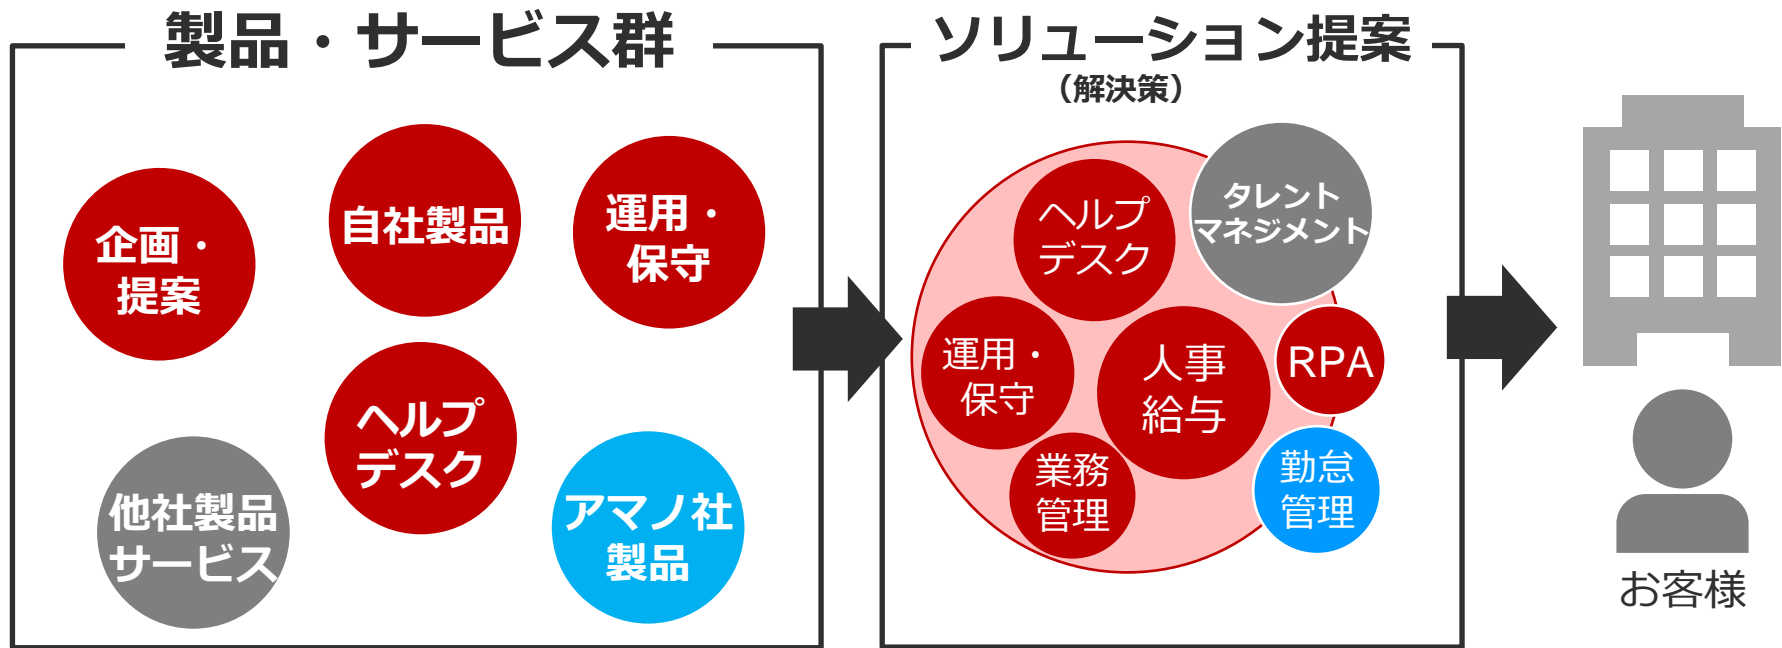 製品・サービス群
企画・
提案
自社製品
運用・
保守
ヘルプ
デスク
他社製品
サービス
アマノ社
製品
ソリューション提案
（解決策）
ヘルプ
デスク
タレント
マネジメント
運用・
保守
人事
給与
RPA
業務
管理
勤怠
管理
お客様